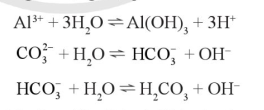 Al³⁺ + 3H₂O ⇌ Al(OH)₃ + 3H⁺
CO₃²⁻ + H₂O ⇌ HCO₃⁻ + OH⁻
HCO₃⁻ + H₂O ⇌ H₂CO₃ + OH⁻